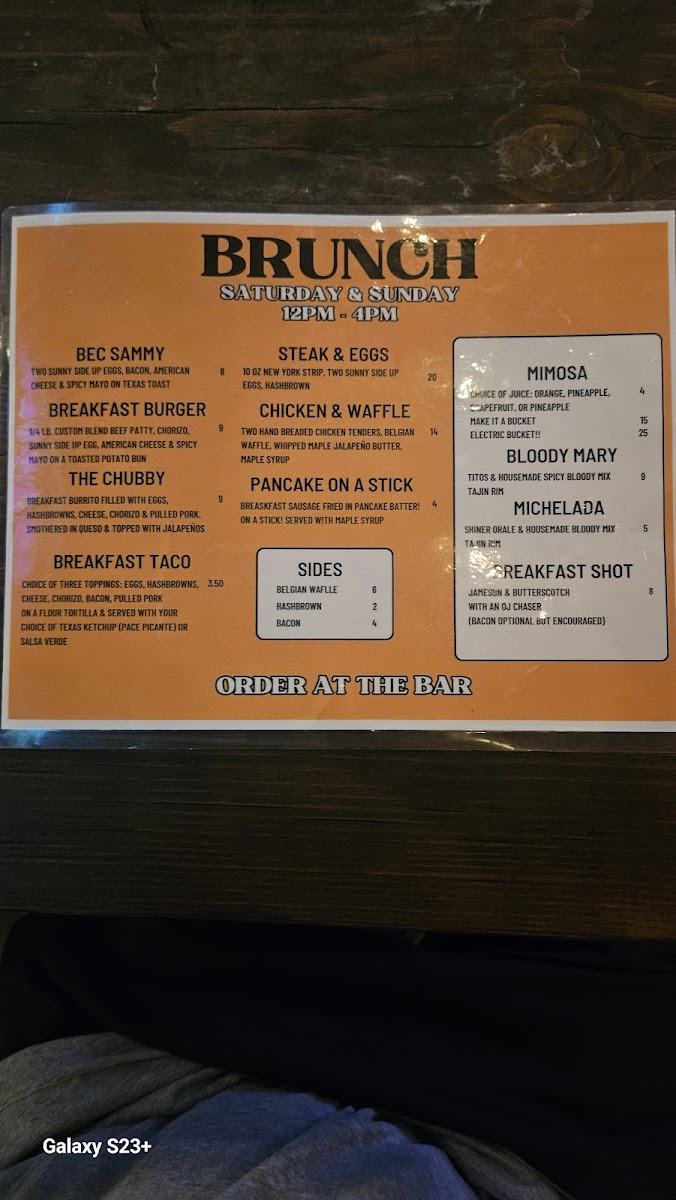 BRUNCH
SATURDAY & SUNDAY
12PM - 4PM
BEC SAMMY
TWO SUNNY SIDE UP EGGS, BACON, AMERICAN 8
CHEESE & SPICY MAYO ON TEXAS TOAST
BREAKFAST BURGER
1/4 LB. CUSTOM BLEND BEEF PATTY, CHORIZO, 9
SUNNY SIDE UP EGG, AMERICAN CHEESE & SPICY
MAYO ON A TOASTED POTATO BUN
THE CHUBBY
BREAKFAST BURRITO FILLED WITH EGGS, 9
HASHBROWNS, CHEESE, CHORIZO & PULLED PORK.
SMOTHERED IN QUESO & TOPPED WITH JALAPEÑOS
BREAKFAST TACO
CHOICE OF THREE TOPPINGS: EGGS, HASHBROWNS, 3.50
CHEESE, CHORIZO, BACON, PULLED PORK
ON A FLOUR TORTILLA & SERVED WITH YOUR
CHOICE OF TEXAS KETCHUP (PACE PICANTE) OR
SALSA VERDE
STEAK & EGGS
10 OZ NEW YORK STRIP, TWO SUNNY SIDE UP 20
EGGS, HASHBROWN
CHICKEN & WAFFLE
TWO HAND BREADED CHICKEN TENDERS, BELGIAN 14
WAFFLE, WHIPPED MAPLE JALAPEÑO BUTTER,
MAPLE SYRUP
PANCAKE ON A STICK
BREASKFAST SAUSAGE FRIED IN PANCAKE BATTER! 4
ON A STICK! SERVED W!TH MAPLE SYRUP
SIDES
BELGIAN WAFLLE 6
HASHBROWN 2
BACON 4
MIMOSA
CHOICE OF JUICE: ORANGE, PINEAPPLE, 4
GRAPEFRUIT, OR PINEAPPLE
MAKE IT A BUCKET 15
ELECTRIC BUCKET!! 25
BLOODY MARY
TITOS & HOUSEMADE SPICY BLOODY MIX 9
TAJIN RIM
MICHELADA
SHINER ORALE & HOUSEMADE BLOODY MIX 5
TAJIN RIM
BREAKFAST SHOT
JAMESON & BUTTERSCOTCH 8
WITH AN OJ CHASER
(BACON OPTIONAL BUT ENCOURAGED)
ORDER AT THE BAR
Galaxy S23+